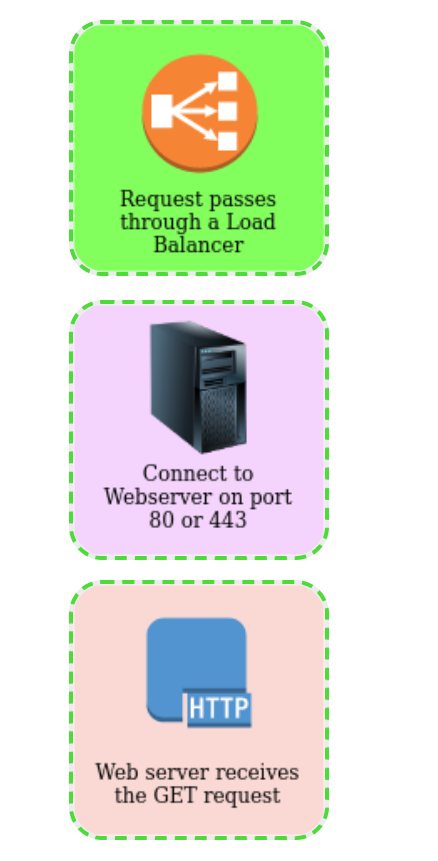 Request passes
through a Load
Balancer
Connect to
Webserver on port
80 or 443
HTTP
Web server receives
the GET request